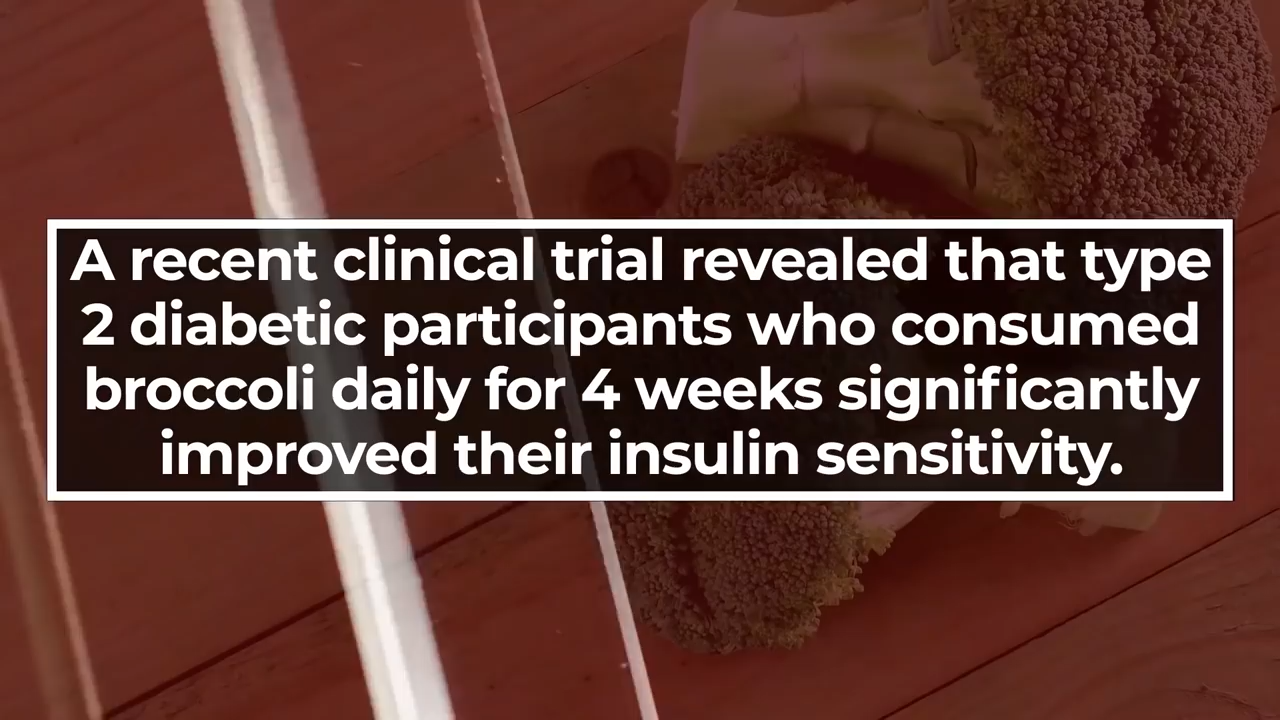 A recent clinical trial revealed that type
2 diabetic participants who consumed
broccoli daily for 4 weeks significantly
improved their insulin sensitivity.